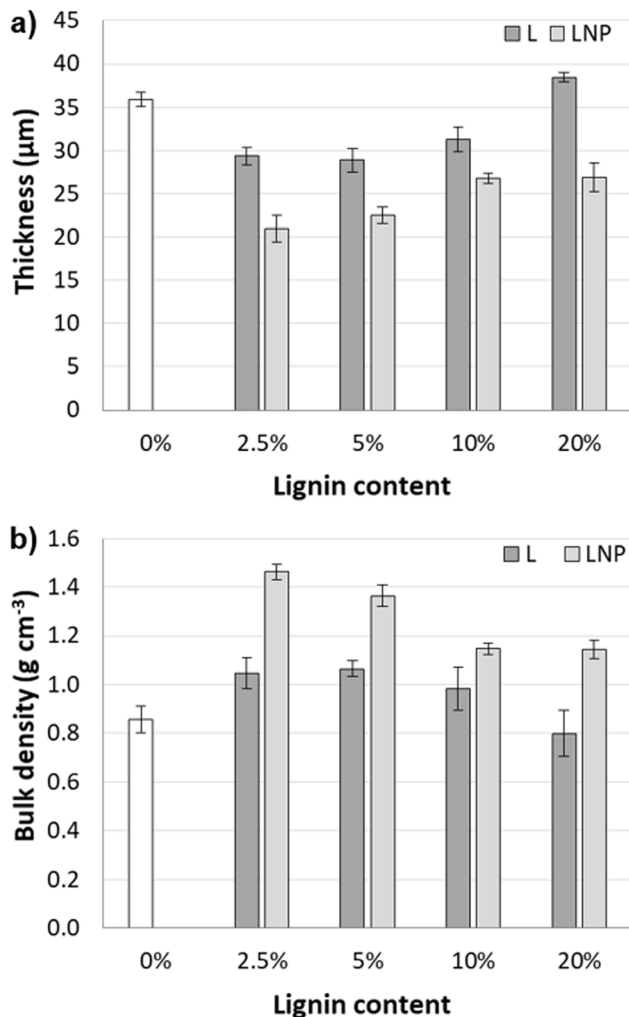 a)
L LNP
Thickness (µm)
45
40
35
30
25
20
15
10
5
0
0% 2.5% 5% 10% 20%
Lignin content
b)
L LNP
Bulk density (g cm⁻³)
1.6
1.4
1.2
1.0
0.8
0.6
0.4
0.2
0.0
0% 2.5% 5% 10% 20%
Lignin content